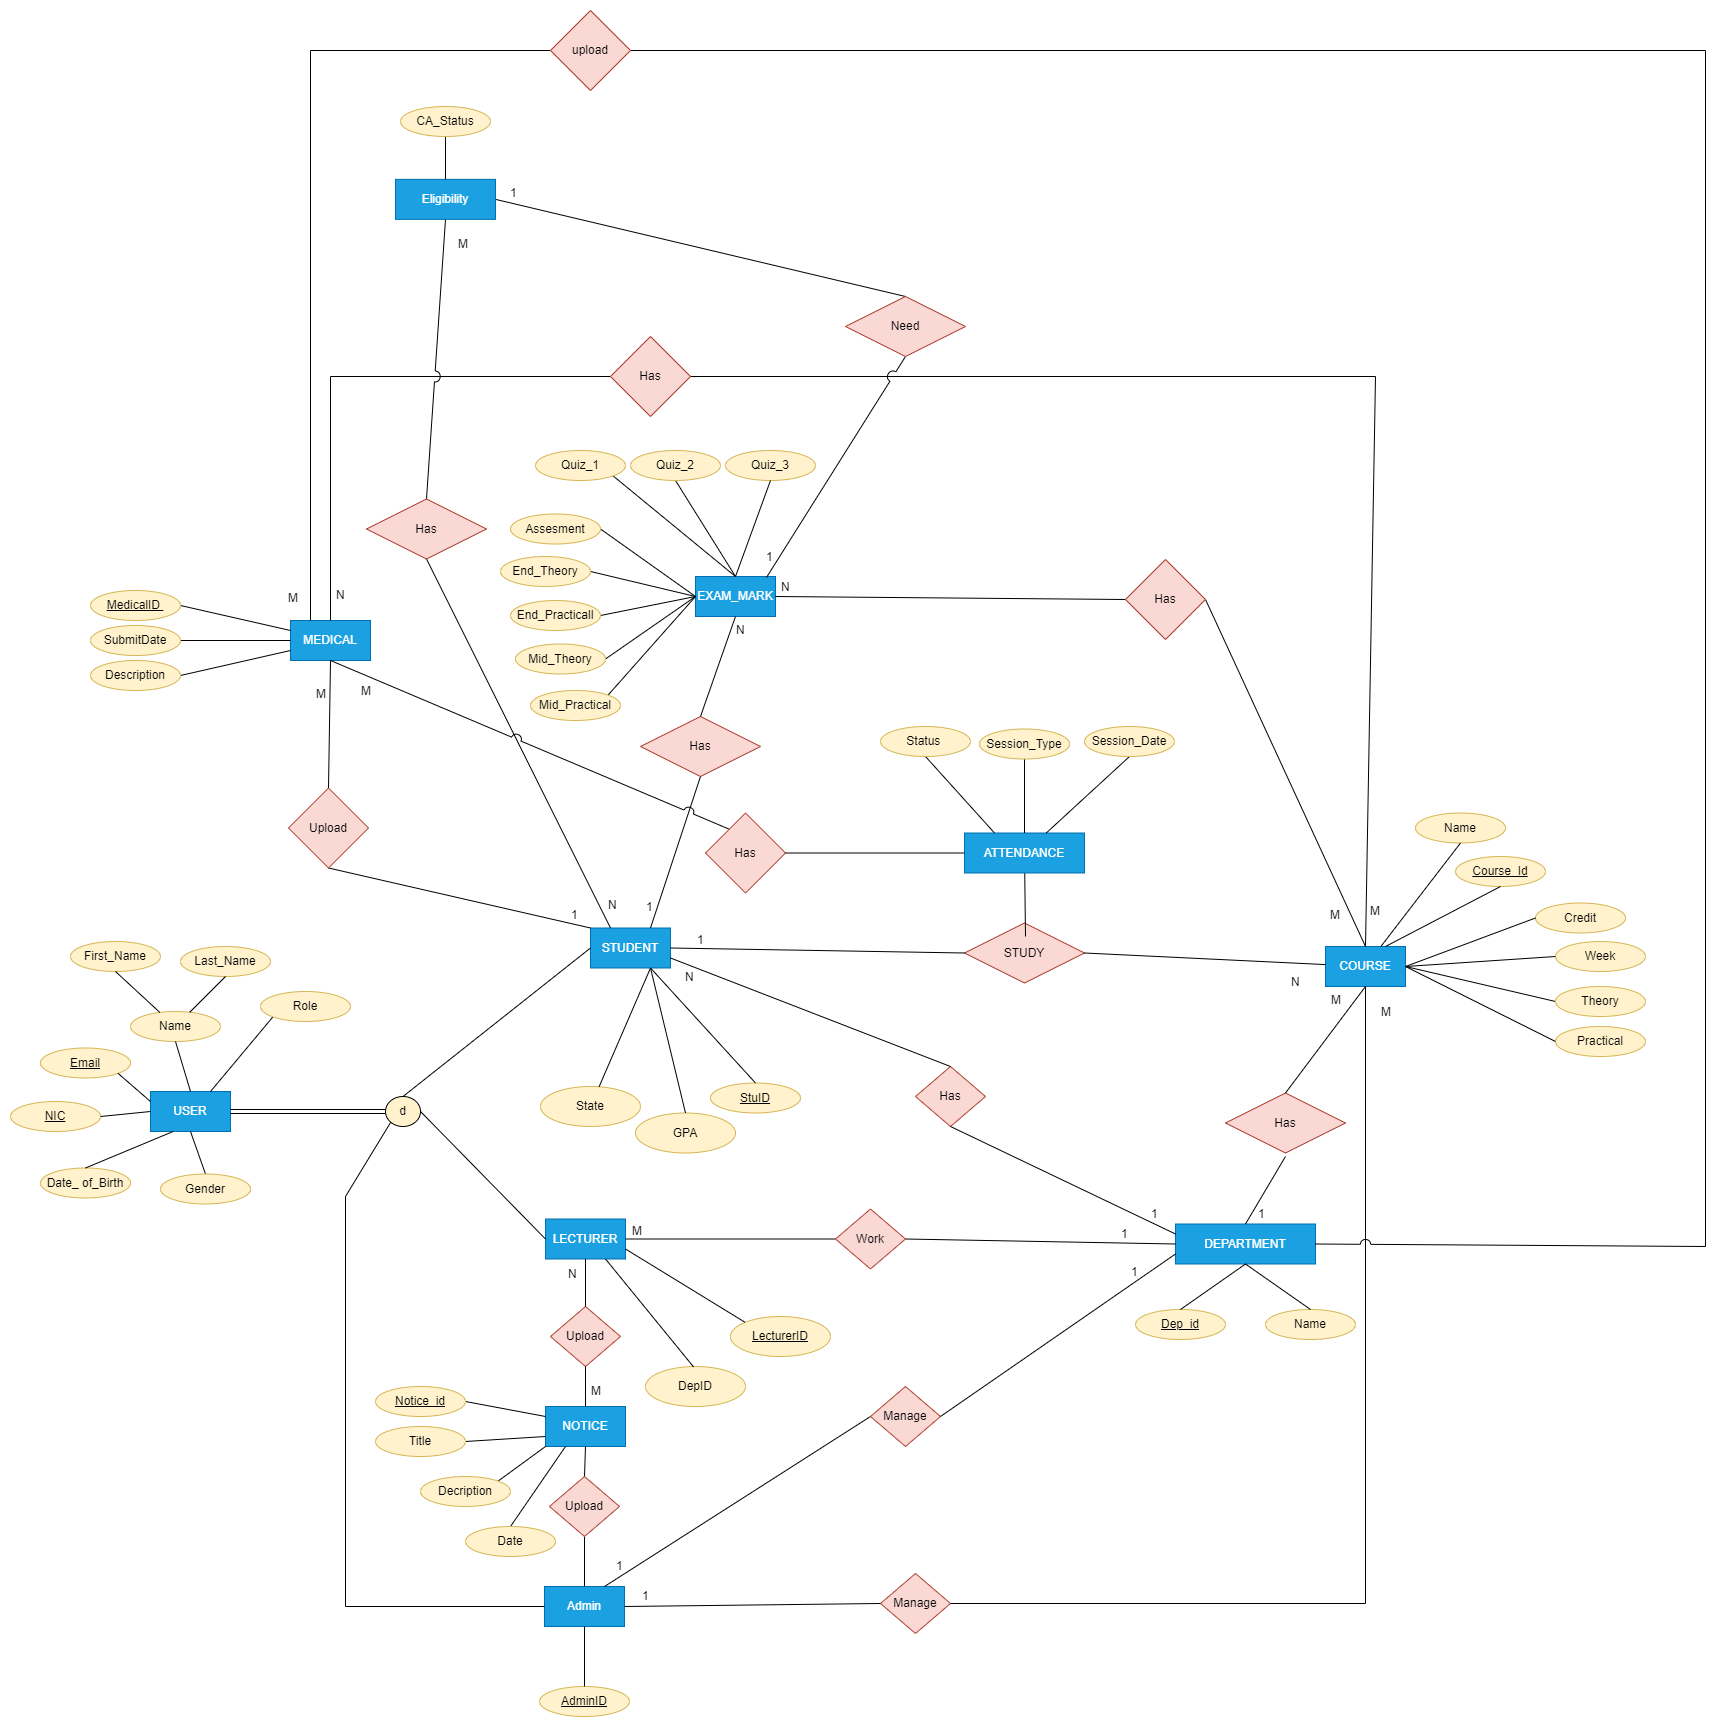 upload
CA_Status
Eligibility
1
M
Need
Has
Quiz_1
Quiz_2
Quiz_3
Has
Assesment
1
End_Theory
N
EXAM_MARK
Has
M
N
MedicalID
End_Practicall
N
SubmitDate
MEDICAL
Mid_Theory
Description
M
M
Mid_Practical
Has
Status
Session_Type
Session_Date
Upload
Has
ATTENDANCE
Name
Course_Id
1
N
1
M
M
Credit
STUDENT
1
STUDY
COURSE
Week
First_Name
Last_Name
N
N
M
M
Theory
Role
Name
Practical
Email
State
GPA
StuID
Has
Has
NIC
USER
d
Date_ of_Birth
Gender
1
1
LECTURER
M
Work
1
DEPARTMENT
N
1
Upload
LecturerID
Dep_id
Name
DepID
M
Notice_id
NOTICE
Manage
Title
Decription
Upload
Date
1
Admin
1
Manage
AdminID